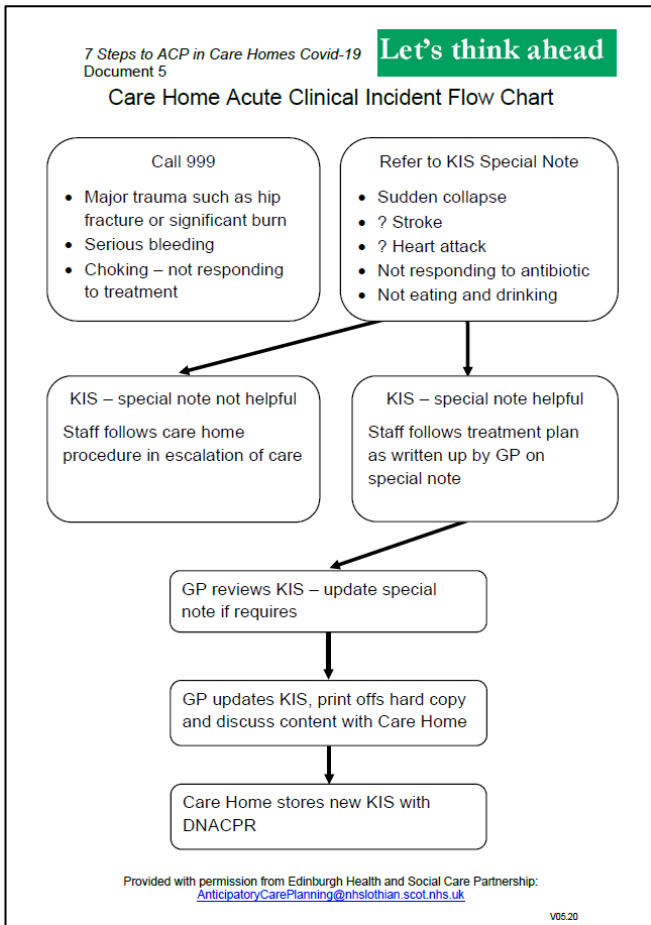 7 Steps to ACP in Care Homes Covid-19
Document 5
Let's think ahead
Care Home Acute Clinical Incident Flow Chart
Call 999
• Major trauma such as hip
fracture or significant burn
• Serious bleeding
• Choking – not responding
to treatment
Refer to KIS Special Note
• Sudden collapse
• ? Stroke
• ? Heart attack
• Not responding to antibiotic
• Not eating and drinking
KIS – special note not helpful
Staff follows care home
procedure in escalation of care
KIS – special note helpful
Staff follows treatment plan
as written up by GP on
special note
GP reviews KIS – update special
note if requires
GP updates KIS, print offs hard copy
and discuss content with Care Home
Care Home stores new KIS with
DNACPR
Provided with permission from Edinburgh Health and Social Care Partnership:
AnticipatoryCarePlanning@nhslothian.scot.nhs.uk
V05.20